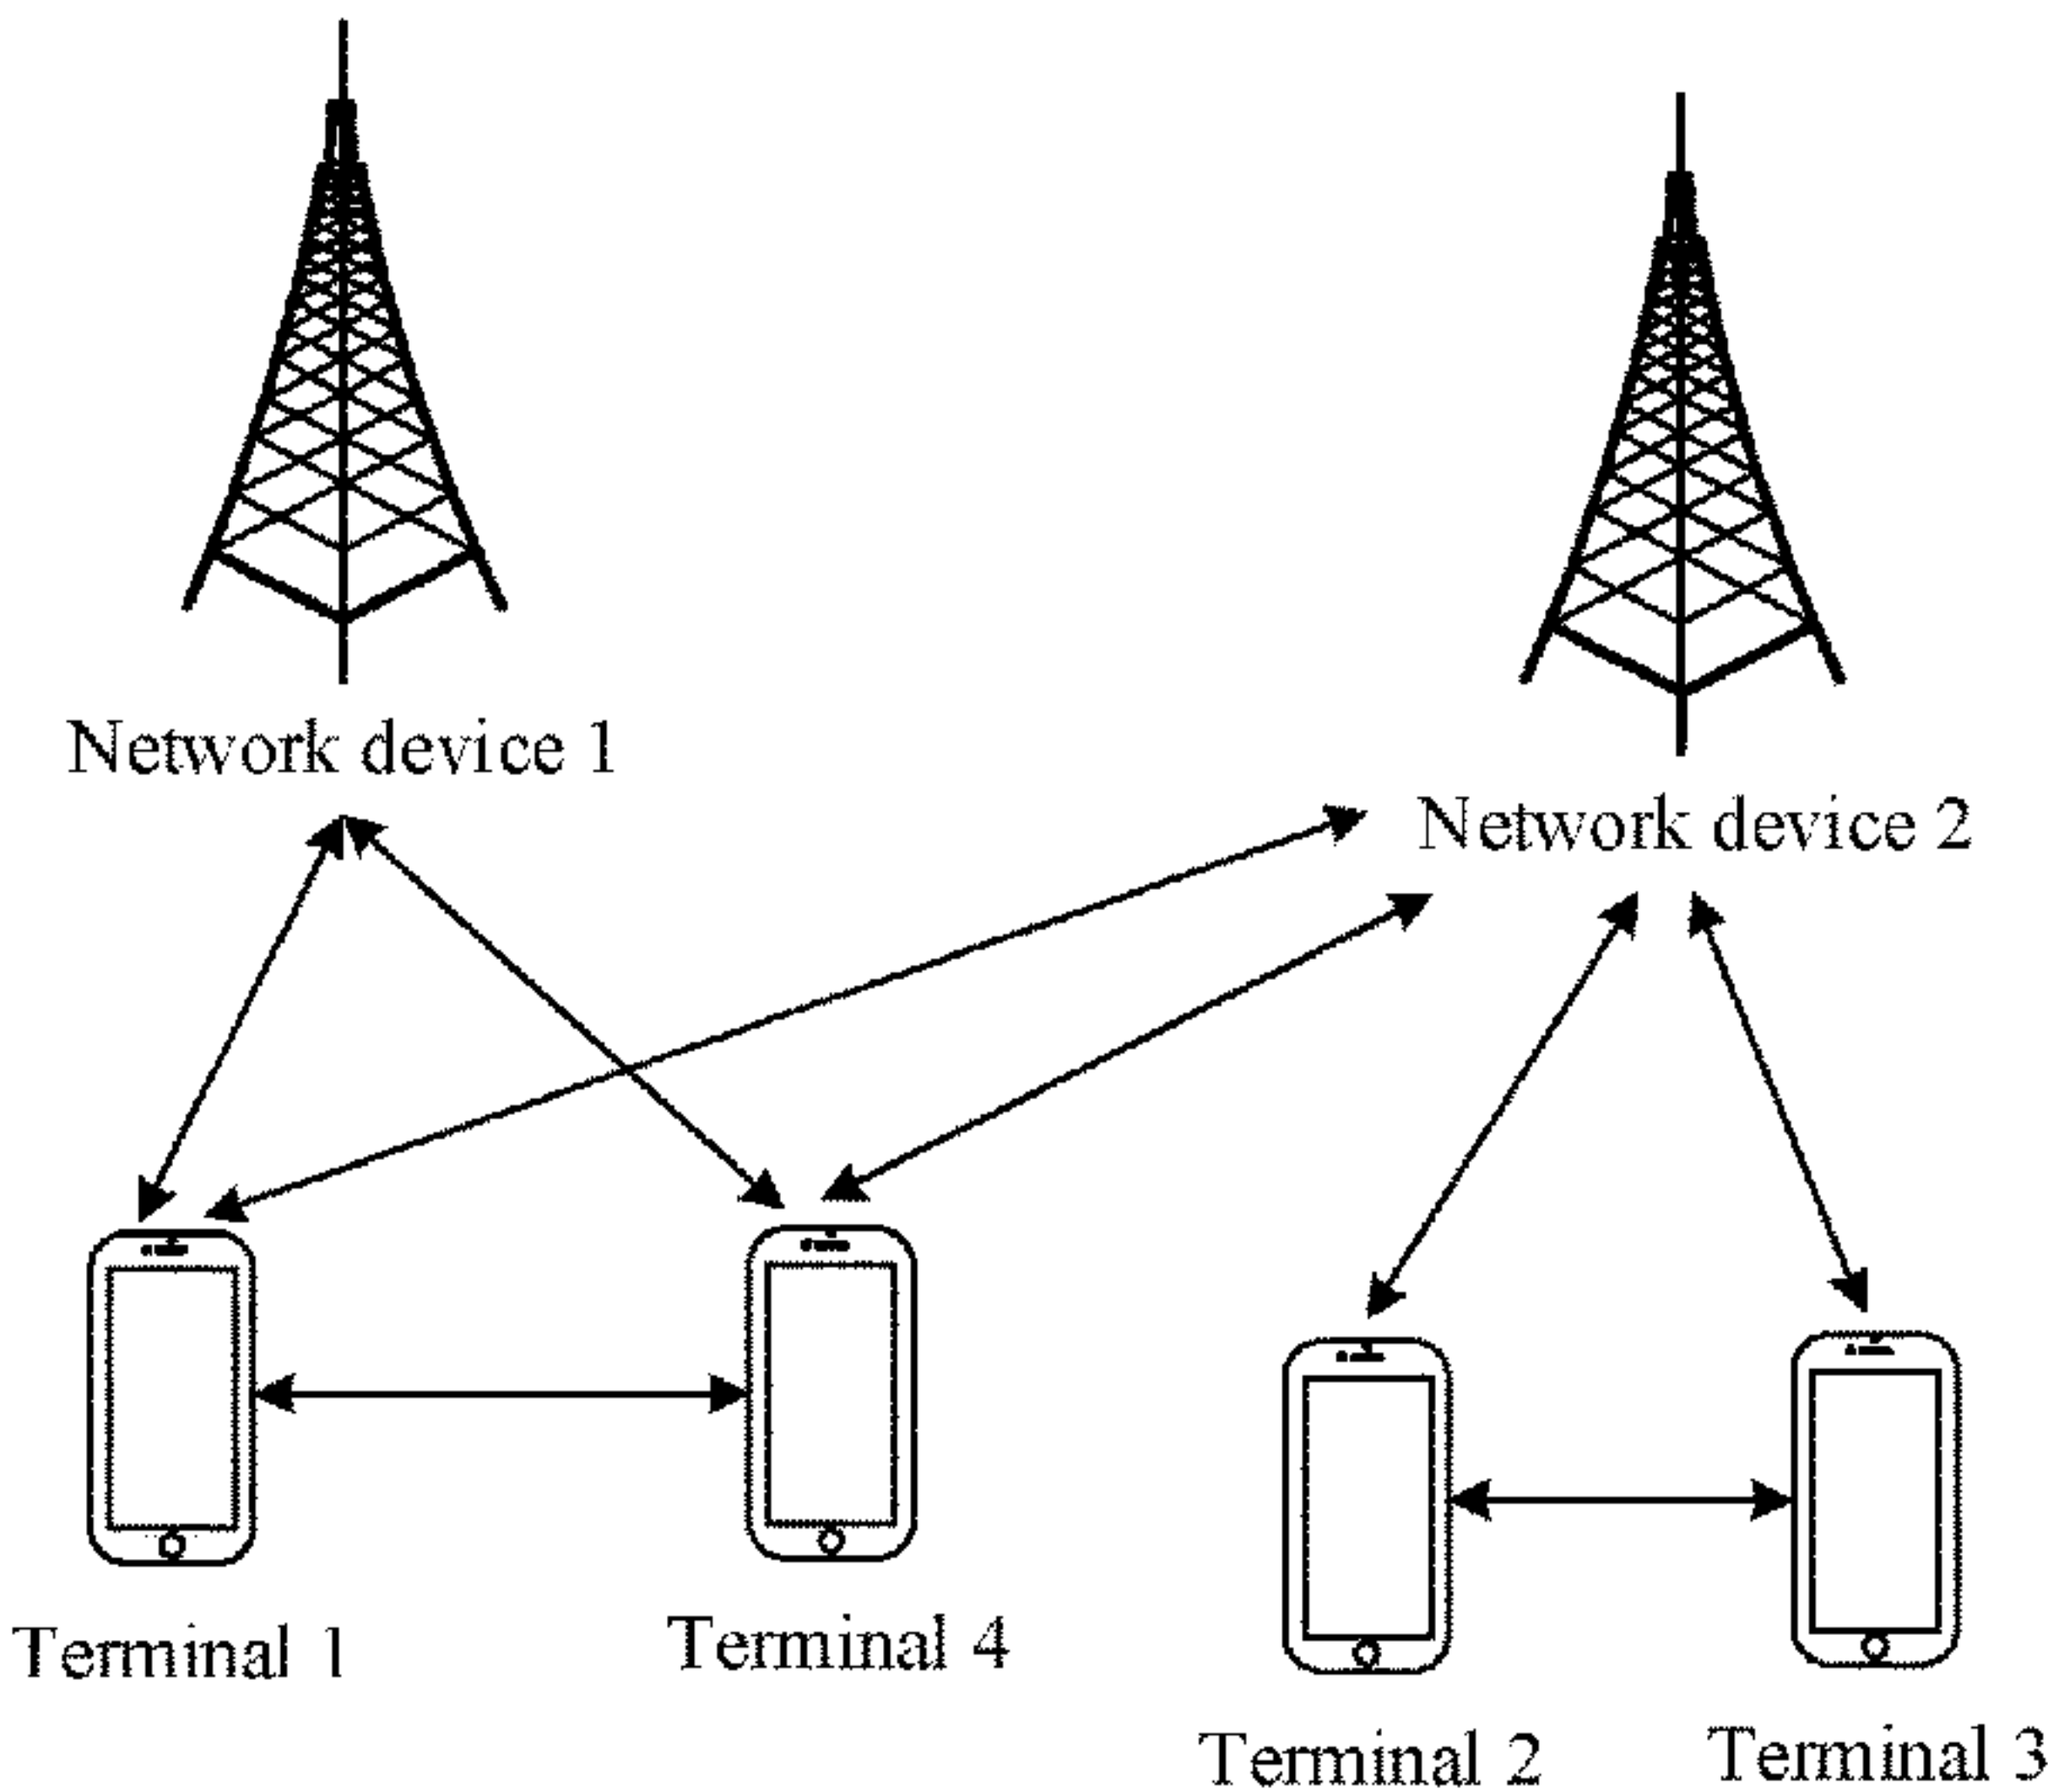 Network device 1
Network device 2
Terminal 1
Terminal 4
Terminal 2
Terminal 3